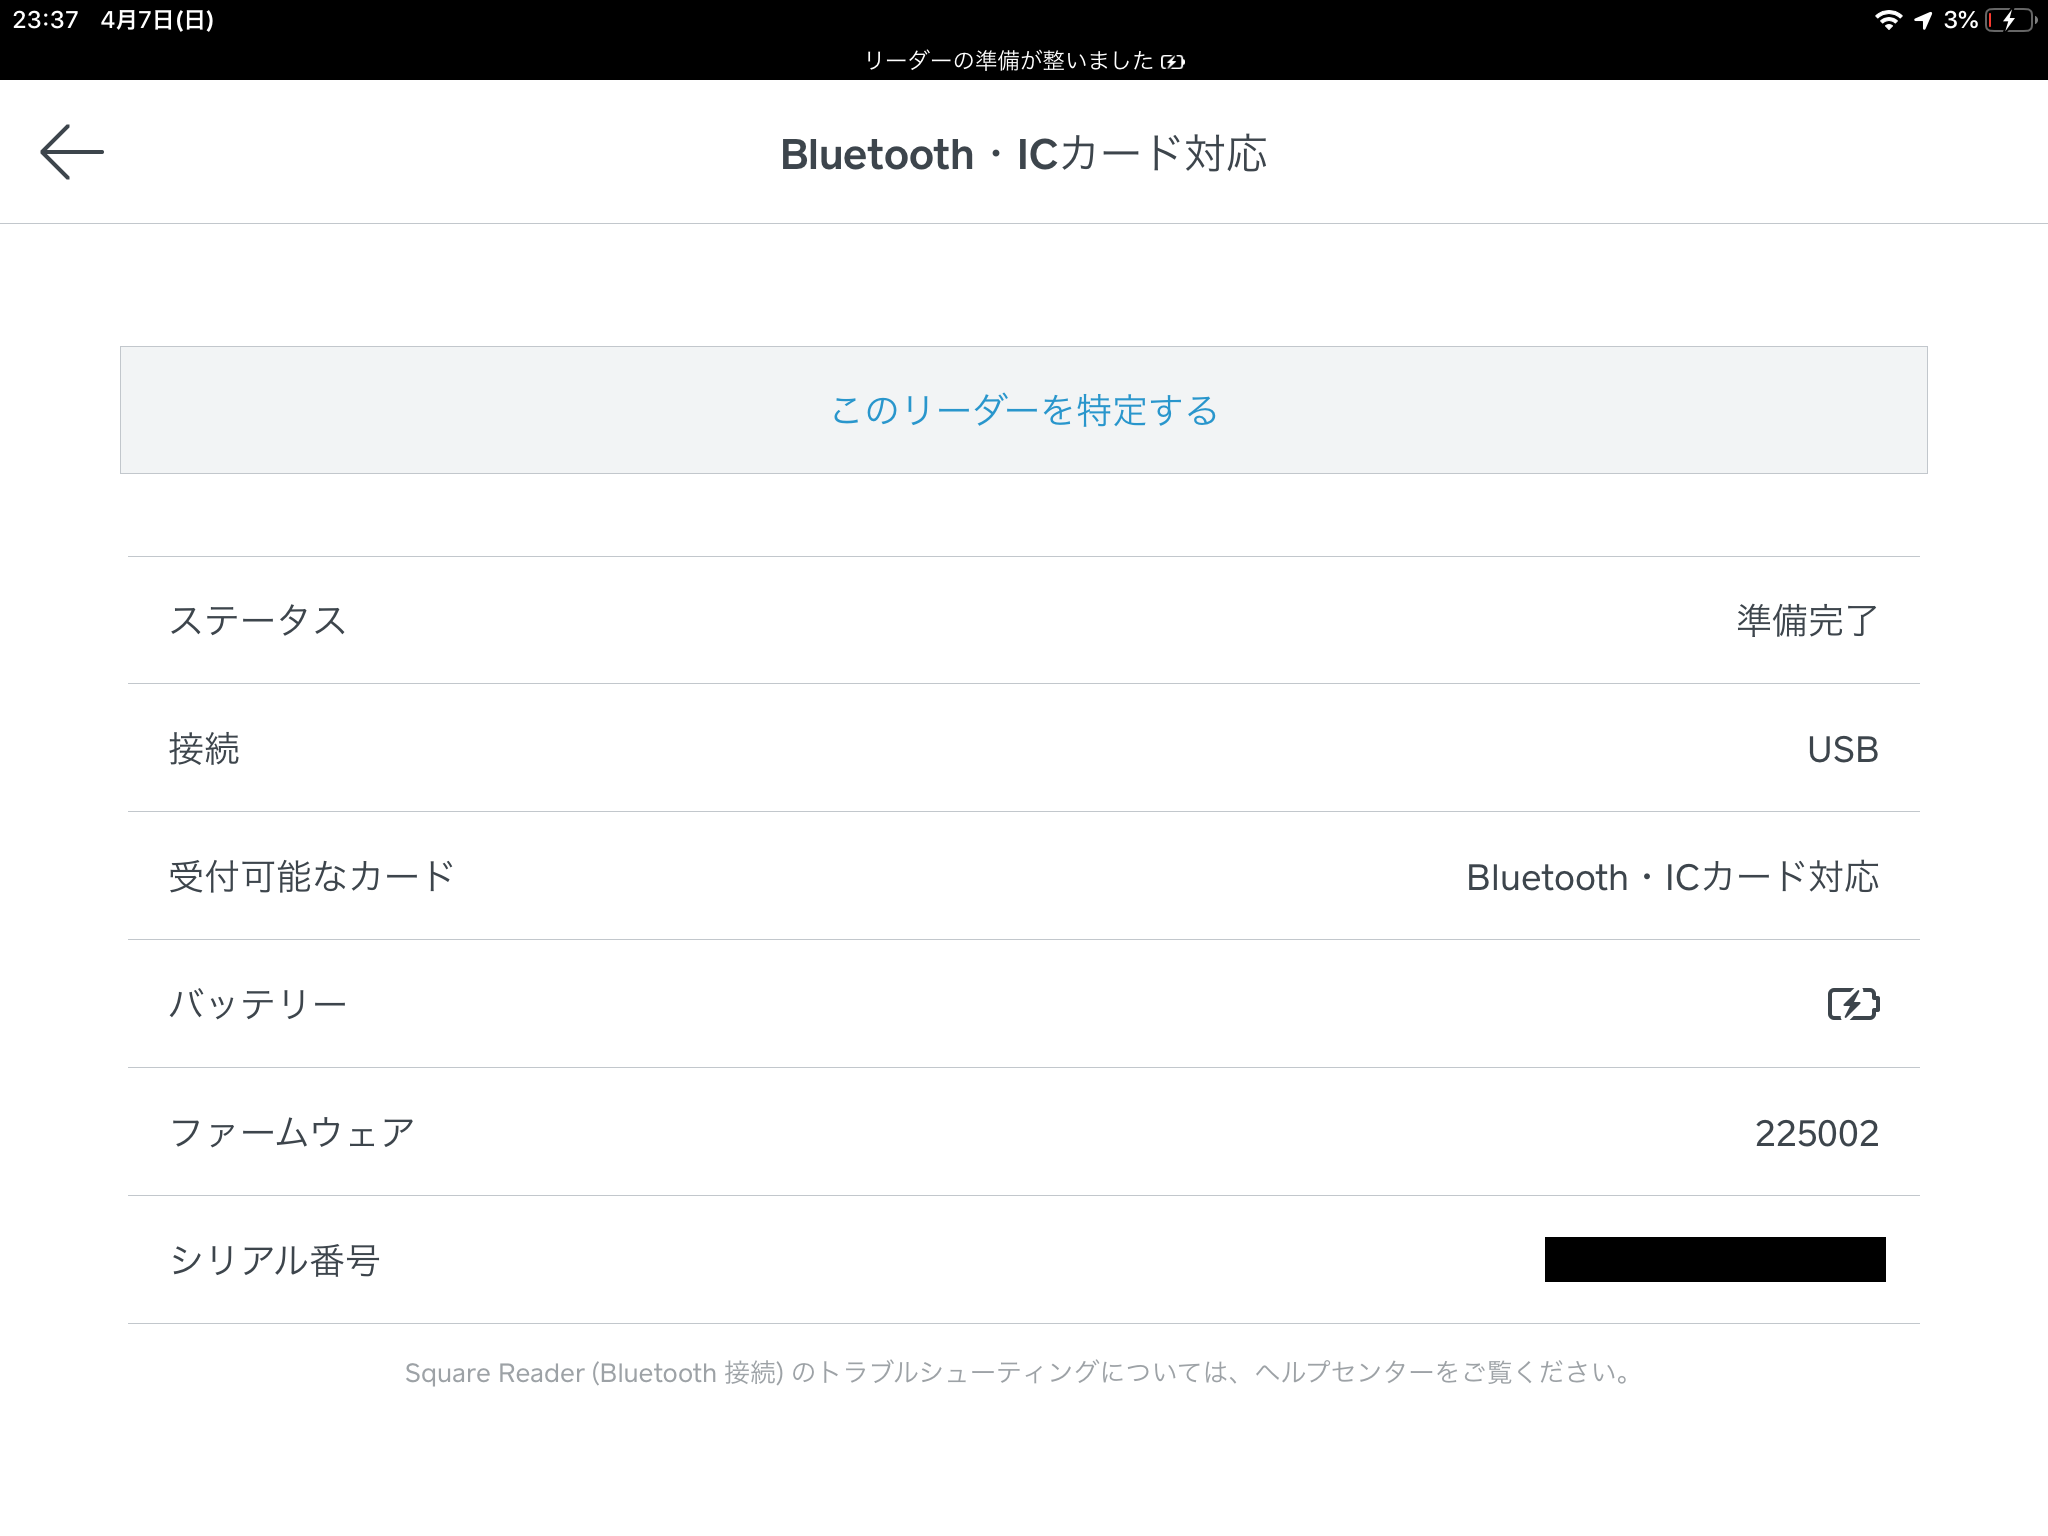 23:37 4月7日(日) 3%
リーダーの準備が整いました
Bluetooth・ICカード対応
このリーダーを特定する
ステータス 準備完了
接続 USB
受付可能なカード Bluetooth・ICカード対応
バッテリー
ファームウェア 225002
シリアル番号
Square Reader (Bluetooth 接続) のトラブルシューティングについては、ヘルプセンターをご覧ください。